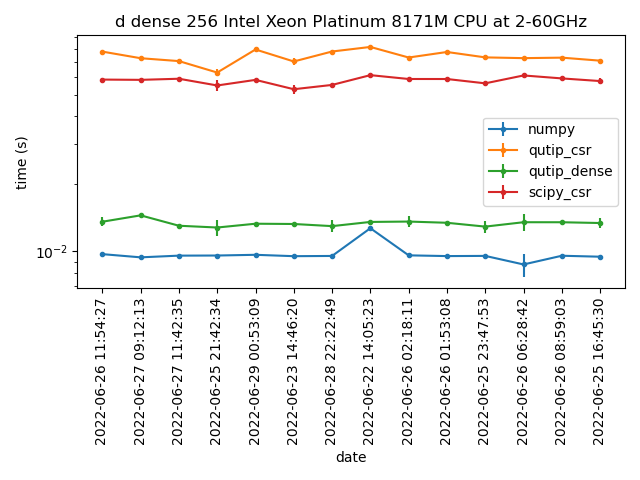 d dense 256 Intel Xeon Platinum 8171M CPU at 2-60GHz
time (s)
10⁻²
numpy
qutip_csr
qutip_dense
scipy_csr
2022-06-26 11:54:27
2022-06-27 09:12:13
2022-06-27 11:42:35
2022-06-25 21:42:34
2022-06-29 00:53:09
2022-06-23 14:46:20
2022-06-28 22:22:49
2022-06-22 14:05:23
2022-06-26 02:18:11
2022-06-26 01:53:08
2022-06-25 23:47:53
2022-06-26 06:28:42
2022-06-26 08:59:03
2022-06-25 16:45:30
date